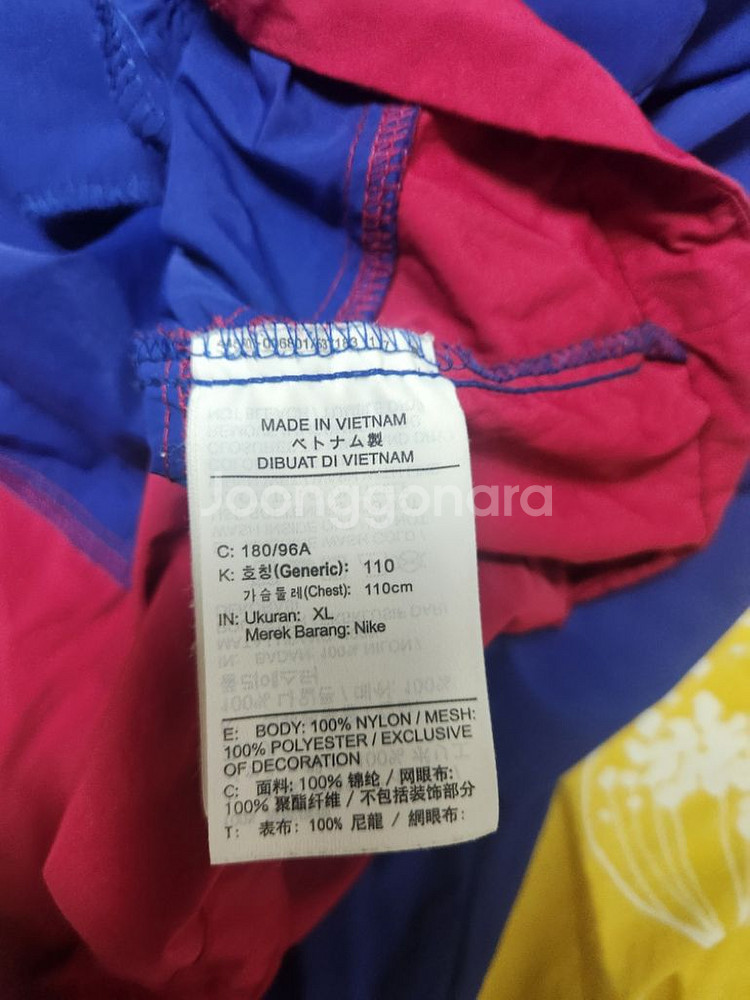 MADE IN VIETNAM
ベトナム製
DIBUAT DI VIETNAM
Joonggonara
C: 180/96A
K: 호칭(Generic): 110
가슴둘레(Chest): 110cm
IN: Ukuran: XL
Merek Barang: Nike
E: BODY: 100% NYLON / MESH:
100% POLYESTER / EXCLUSIVE
OF DECORATION
C: 面料: 100% 锦纶 / 网眼布:
100% 聚酯纤维 / 不包括装饰部分
T: 表布: 100% 尼龍 / 網眼布: